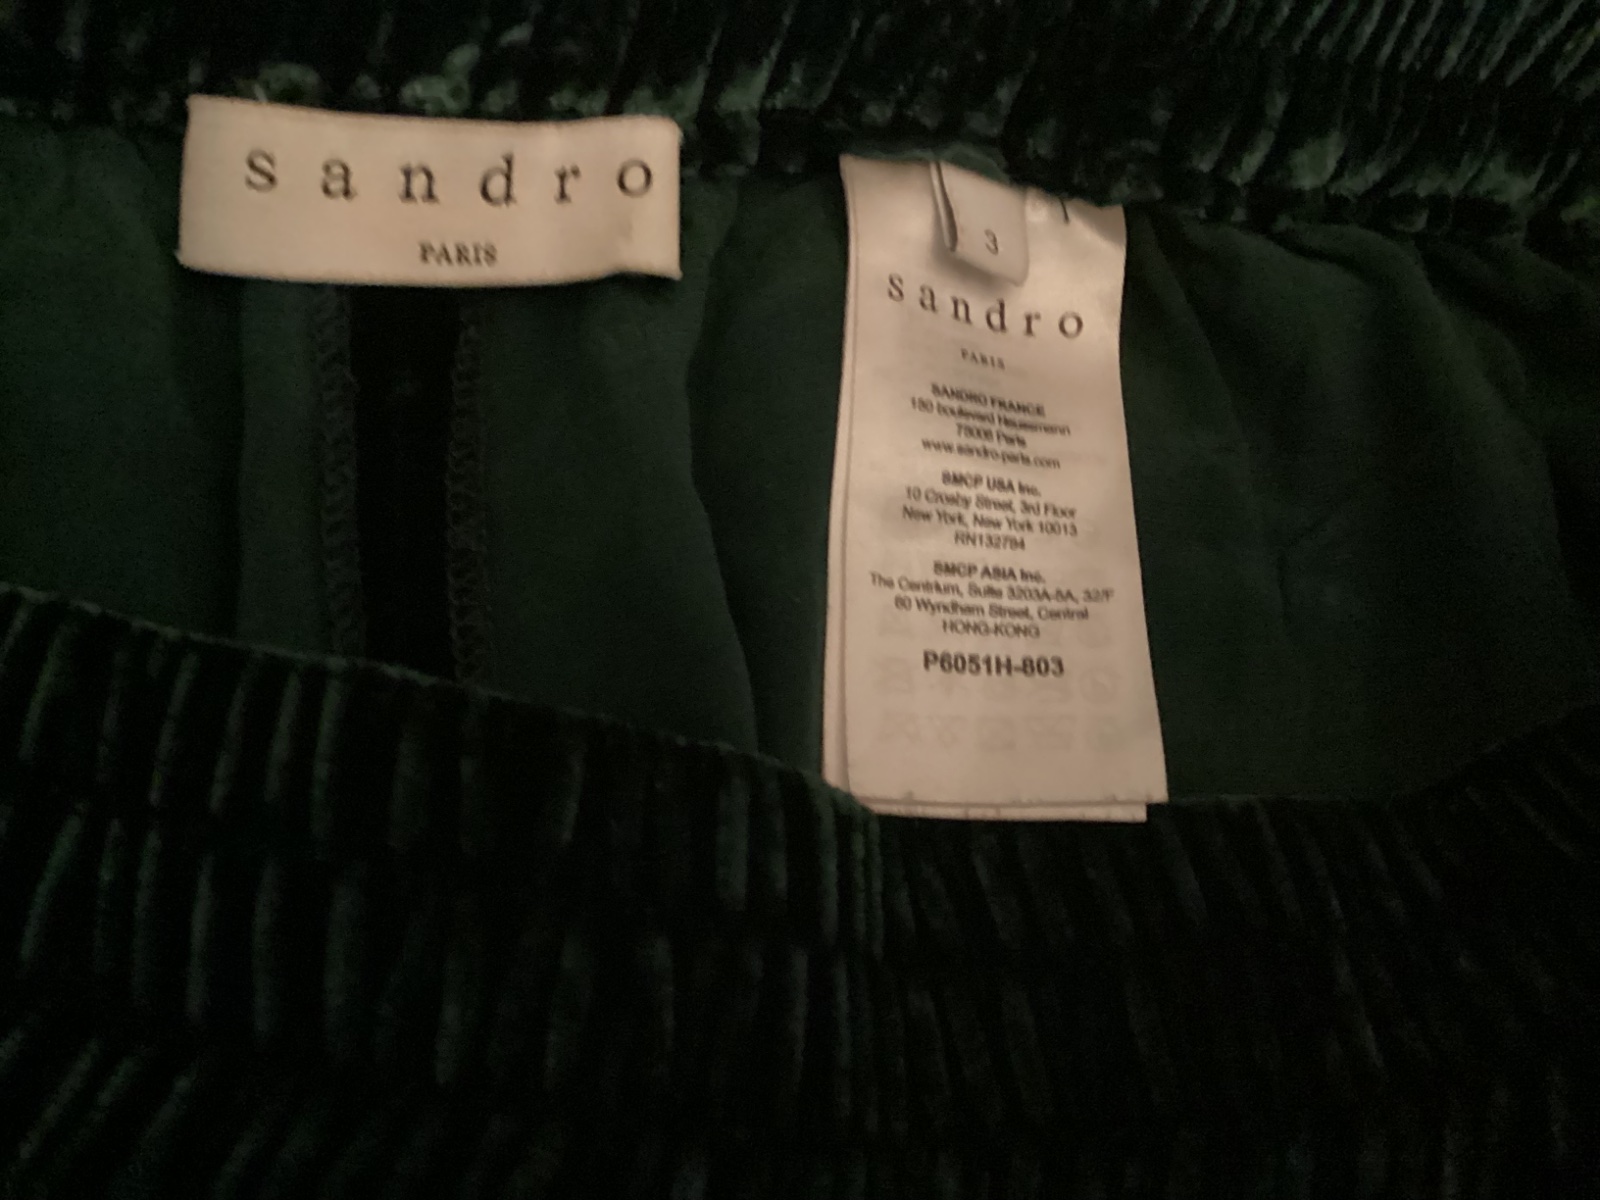 sandro
PARIS
3
sandro
PARIS
SANDRO FRANCE
150 boulevard Haussmann
75008 Paris
www.sandro-paris.com
SMCP USA Inc.
10 Crosby Street, 3rd Floor
New York, New York 10013
RN132784
SMCP ASIA Inc.
The Centrium, Suite 3203A-5A, 32/F
60 Wyndham Street, Central
HONG-KONG
P6051H-803